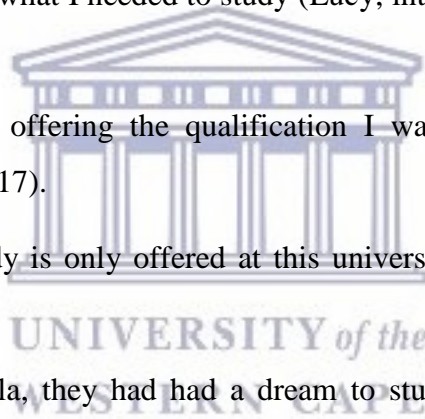 what I needed to study (Lucy, int
offering the qualification I wa
17).
ly is only offered at this univers
UNIVERSITY of the
la, they had had a dream to stu
WESTERN CAPE